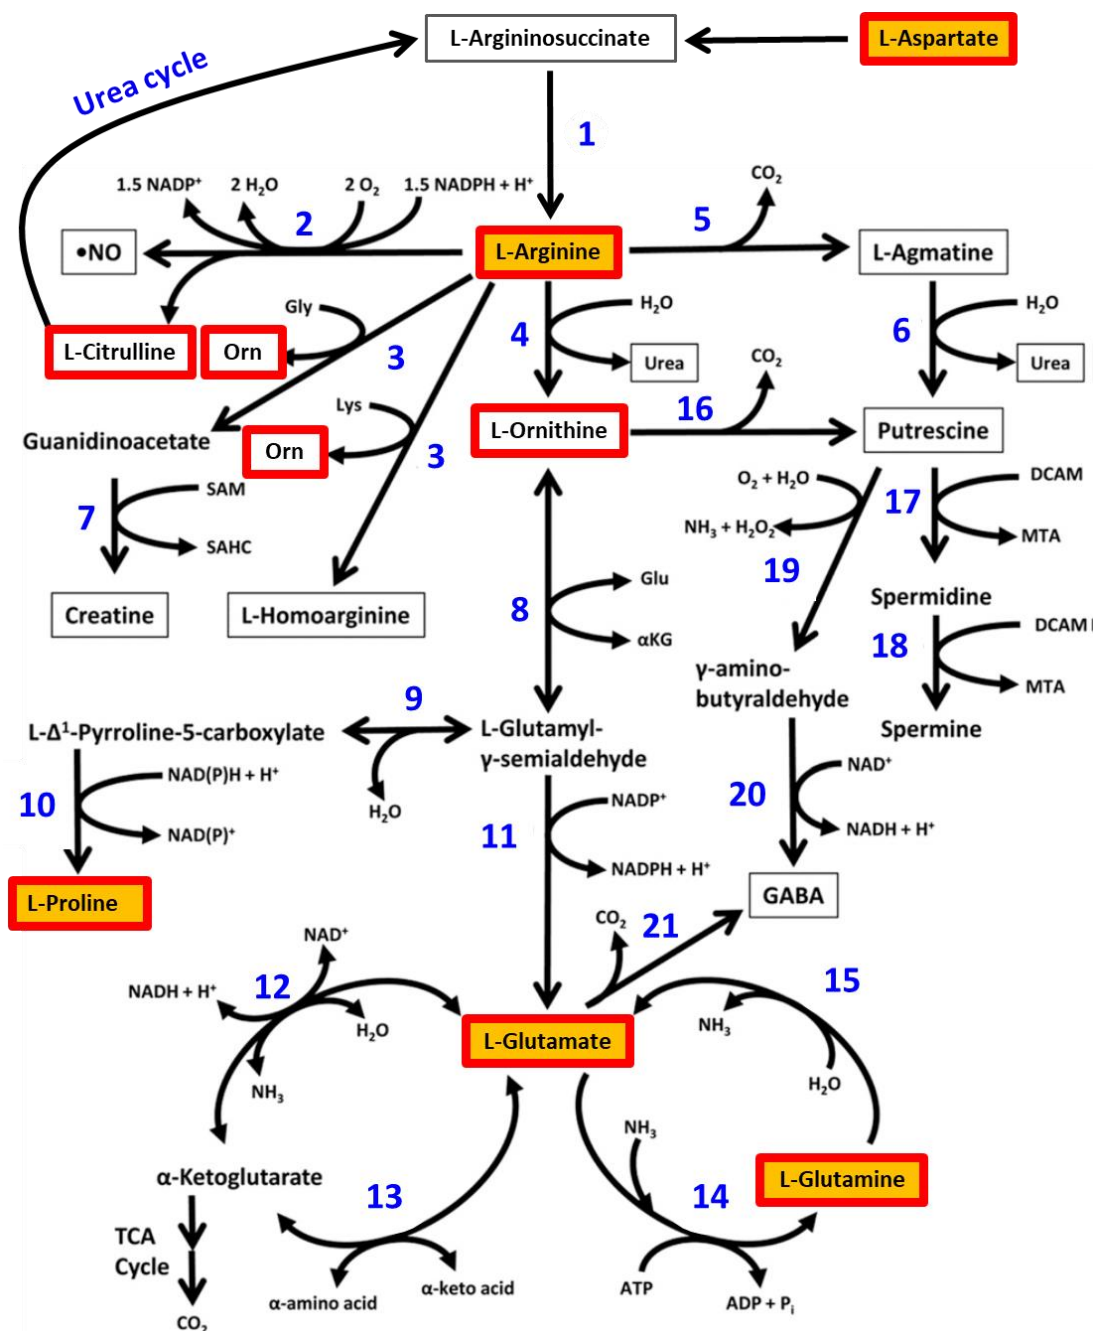 L-Argininosuccinate
L-Aspartate
Urea cycle
1
1.5 NADP⁺
2 H₂O
2 O₂
1.5 NADPH + H⁺
CO₂
2
5
•NO
L-Arginine
L-Agmatine
Gly
H₂O
H₂O
L-Citrulline
Orn
3
4
6
Urea
Urea
CO₂
Lys
16
Guanidinoacetate
Orn
3
L-Ornithine
Putrescine
SAM
7
SAHC
O₂ + H₂O
17
DCAM
NH₃ + H₂O₂
MTA
19
Creatine
L-Homoarginine
8
Glu
αKG
Spermidine
DCAM
18
MTA
γ-amino-
butyraldehyde
9
L-Δ¹-Pyrroline-5-carboxylate
L-Glutamyl-
γ-semialdehyde
Spermine
NAD(P)H + H⁺
10
NAD(P)⁺
H₂O
NADP⁺
11
NADPH + H⁺
NAD⁺
20
NADH + H⁺
L-Proline
GABA
CO₂
21
NAD⁺
12
NADH + H⁺
H₂O
NH₃
L-Glutamate
15
NH₃
H₂O
NH₃
α-Ketoglutarate
13
14
L-Glutamine
TCA
Cycle
CO₂
α-amino acid
α-keto acid
ATP
ADP + Pᵢ